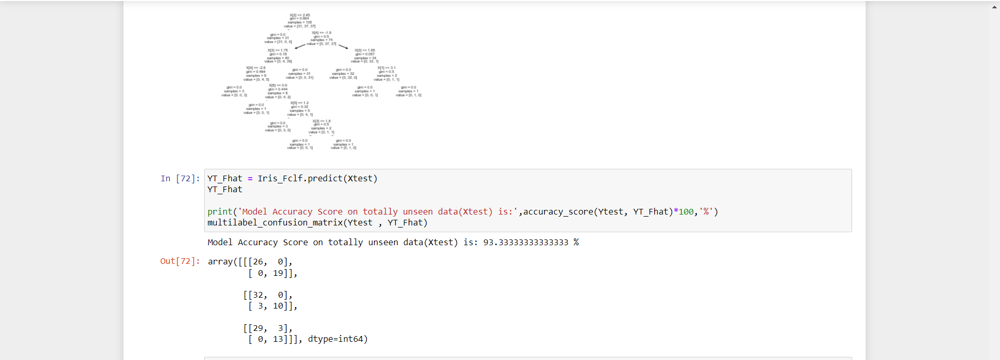 X[2] <= 2.45
gini = 0.664
samples = 105
value = [31, 37, 37]
gini = 0.0
samples = 31
value = [31, 0, 0]
X[4] <= -1.9
gini = 0.5
samples = 74
value = [0, 37, 37]
X[3] <= 1.75
gini = 0.18
samples = 40
value = [0, 4, 36]
X[3] <= 1.65
gini = 0.057
samples = 34
value = [0, 33, 1]
X[4] <= -2.6
gini = 0.494
samples = 9
value = [0, 4, 5]
gini = 0.0
samples = 31
value = [0, 0, 31]
gini = 0.0
samples = 32
value = [0, 32, 0]
X[1] <= 3.1
gini = 0.5
samples = 2
value = [0, 1, 1]
gini = 0.0
samples = 3
value = [0, 0, 3]
X[5] <= 0.9
gini = 0.444
samples = 6
value = [0, 4, 2]
gini = 0.0
samples = 1
value = [0, 0, 1]
gini = 0.0
samples = 1
value = [0, 1, 0]
gini = 0.0
samples = 1
value = [0, 0, 1]
X[5] <= 1.2
gini = 0.32
samples = 5
value = [0, 4, 1]
gini = 0.0
samples = 3
value = [0, 3, 0]
X[3] <= 1.6
gini = 0.5
samples = 2
value = [0, 1, 1]
gini = 0.0
samples = 1
value = [0, 0, 1]
gini = 0.0
samples = 1
value = [0, 1, 0]
In [72]: YT_Fhat = Iris_Fclf.predict(Xtest)
YT_Fhat
print('Model Accuracy Score on totally unseen data(Xtest) is:',accuracy_score(Ytest, YT_Fhat)*100,'%')
multilabel_confusion_matrix(Ytest , YT_Fhat)
Model Accuracy Score on totally unseen data(Xtest) is: 93.33333333333333 %
Out[72]: array([[[26, 0],
[ 0, 19]],
[[32, 0],
[ 3, 10]],
[[29, 3],
[ 0, 13]]], dtype=int64)